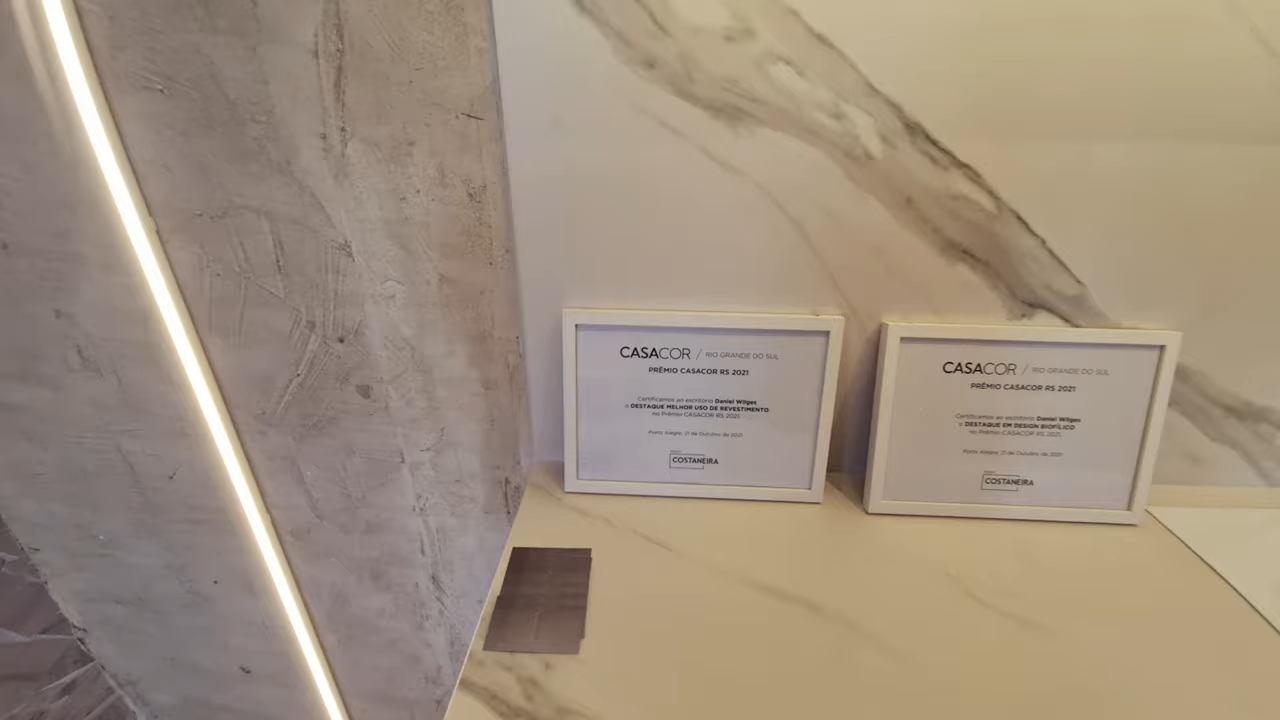 CASACOR / RIO GRANDE DO SUL
PRÊMIO CASACOR RS 2021
Certificamos ao escritório Daniel Wilges
o DESTAQUE MELHOR USO DE REVESTIMENTO
no Prêmio CASACOR RS 2021.
Porto Alegre, 21 de Outubro de 2021
COSTANEIRA
CASACOR / RIO GRANDE DO SUL
PRÊMIO CASACOR RS 2021
Certificamos ao escritório Daniel Wilges
o DESTAQUE EM DESIGN BIOFÍLICO
no Prêmio CASACOR RS 2021.
Porto Alegre, 21 de Outubro de 2021
COSTANEIRA